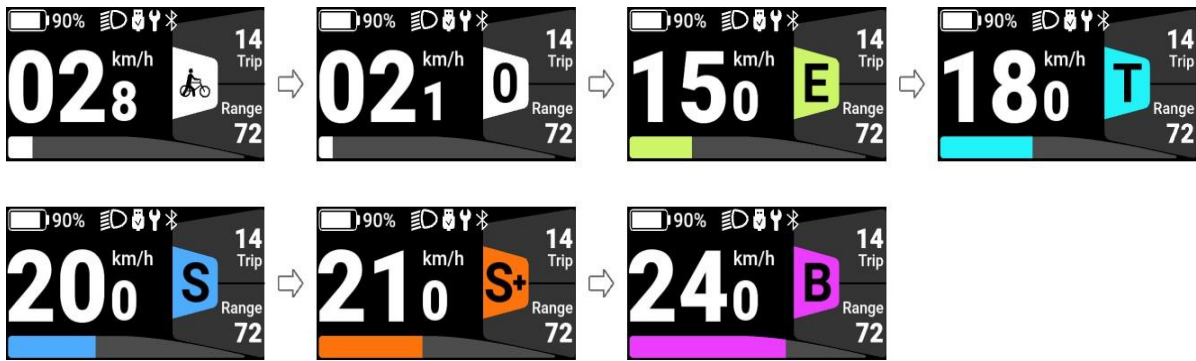 90%
028 km/h
14
Trip
Range
72
90%
021 km/h
0
14
Trip
Range
72
90%
150 km/h
E
14
Trip
Range
72
90%
180 km/h
T
14
Trip
Range
72
90%
200 km/h
S
14
Trip
Range
72
90%
210 km/h
S+
14
Trip
Range
72
90%
240 km/h
B
14
Trip
Range
72